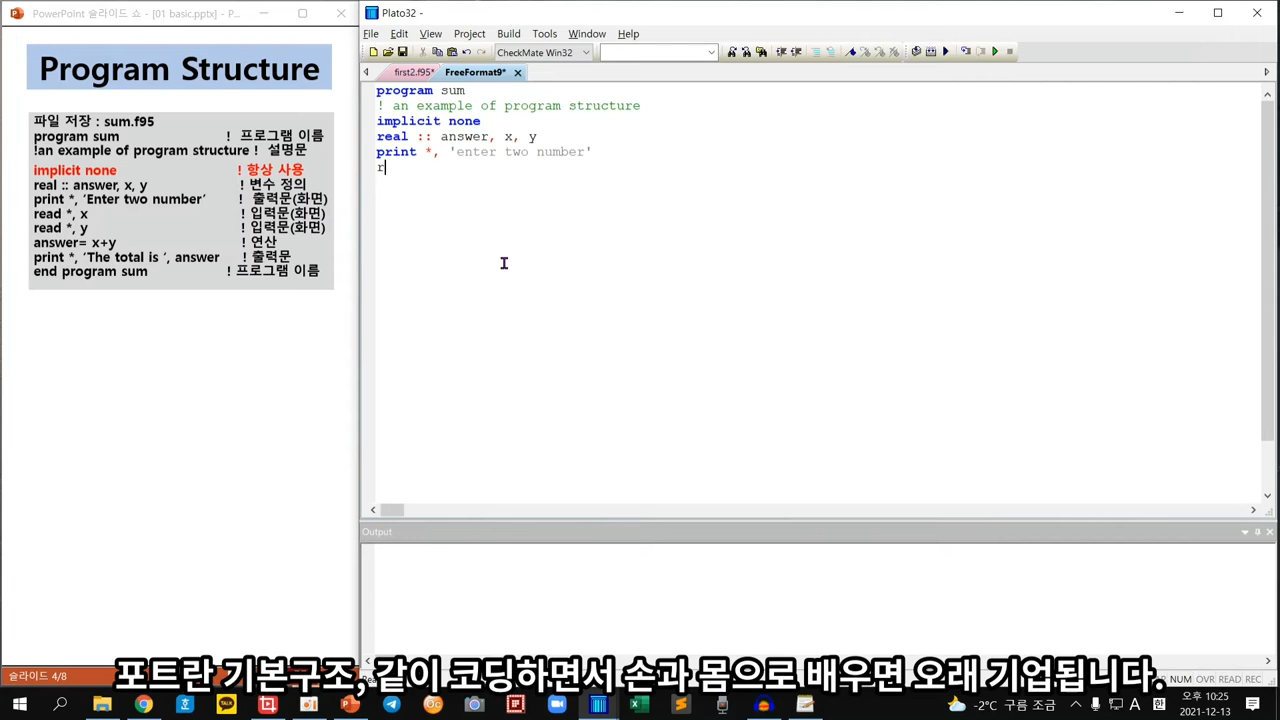 PowerPoint 슬라이드 쇼 - [01 basic.pptx] - P...
Program Structure
파일 저장 : sum.f95
program sum ! 프로그램 이름
!an example of program structure ! 설명문
implicit none ! 항상 사용
real :: answer, x, y ! 변수 정의
print *, ‘Enter two number’ ! 출력문(화면)
read *, x ! 입력문(화면)
read *, y ! 입력문(화면)
answer= x+y ! 연산
print *, ‘The total is ’, answer ! 출력문
end program sum ! 프로그램 이름
슬라이드 4/8
Plato32 -
File Edit View Project Build Tools Window Help
CheckMate Win32
first2.f95* FreeFormat9*
program sum
! an example of program structure
implicit none
real :: answer, x, y
print *, 'enter two number'
r
Output
포트란 기본구조, 같이 코딩하면서 손과 몸으로 배우면 오래 기업됩니다.
NUM OVR READ REC
-2°C 구름 조금 A 한 오후 10:25
2021-12-13